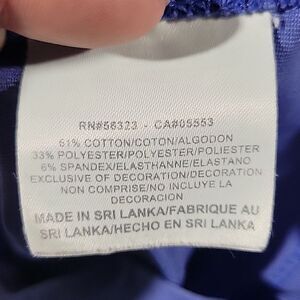 RN#56323 - CA#05553
61% COTTON/COTON/ALGODON
33% POLYESTER/POLYESTER/POLIESTER
6% SPANDEX/ELASTHANNE/ELASTANO
EXCLUSIVE OF DECORATION/DECORATION
NON COMPRISE/NO INCLUYE LA
DECORACION
MADE IN SRI LANKA/FABRIQUE AU
SRI LANKA/HECHO EN SRI LANKA